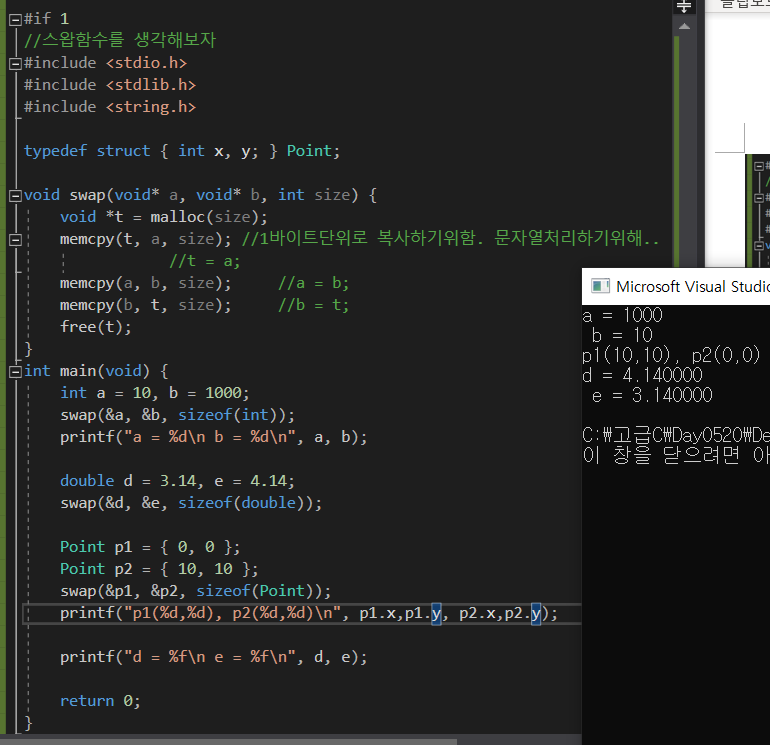 클립보드
#if 1
//스왑함수를 생각해보자
#include <stdio.h>
#include <stdlib.h>
#include <string.h>
typedef struct { int x, y; } Point;
void swap(void* a, void* b, int size) {
void *t = malloc(size);
memcpy(t, a, size); //1바이트단위로 복사하기위함. 문자열처리하기위해..
//t = a;
memcpy(a, b, size); //a = b;
memcpy(b, t, size); //b = t;
free(t);
}
int main(void) {
int a = 10, b = 1000;
swap(&a, &b, sizeof(int));
printf("a = %d\n b = %d\n", a, b);
double d = 3.14, e = 4.14;
swap(&d, &e, sizeof(double));
Point p1 = { 0, 0 };
Point p2 = { 10, 10 };
swap(&p1, &p2, sizeof(Point));
printf("p1(%d,%d), p2(%d,%d)\n", p1.x,p1.y, p2.x,p2.y);
printf("d = %f\n e = %f\n", d, e);
return 0;
}
Microsoft Visual Studio
a = 1000
b = 10
p1(10,10), p2(0,0)
d = 4.140000
e = 3.140000
C:\고급C\Day0520\De
이 창을 닫으려면 아